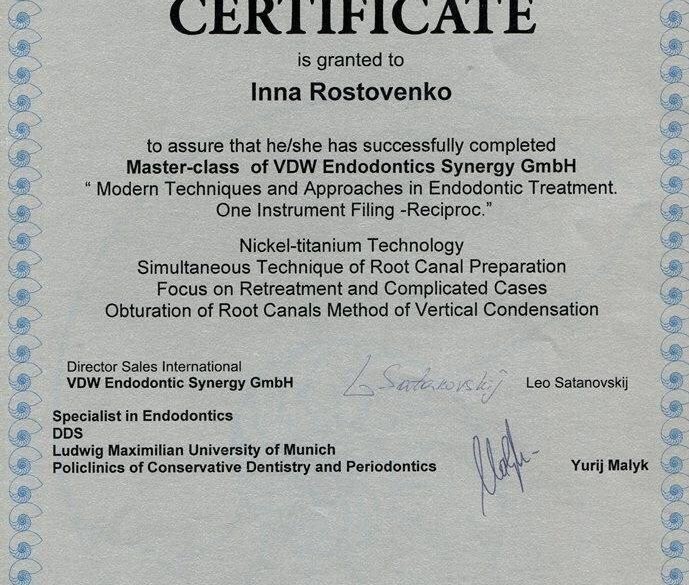 CERTIFICATE
is granted to
Inna Rostovenko
to assure that he/she has successfully completed
Master-class of VDW Endodontics Synergy GmbH
“ Modern Techniques and Approaches in Endodontic Treatment.
One Instrument Filing -Reciproc.”
Nickel-titanium Technology
Simultaneous Technique of Root Canal Preparation
Focus on Retreatment and Complicated Cases
Obturation of Root Canals Method of Vertical Condensation
Director Sales International
VDW Endodontic Synergy GmbH
L Satanovskij
Leo Satanovskij
Specialist in Endodontics
DDS
Ludwig Maximilian University of Munich
Policlinics of Conservative Dentistry and Periodontics
Malyk
Yurij Malyk